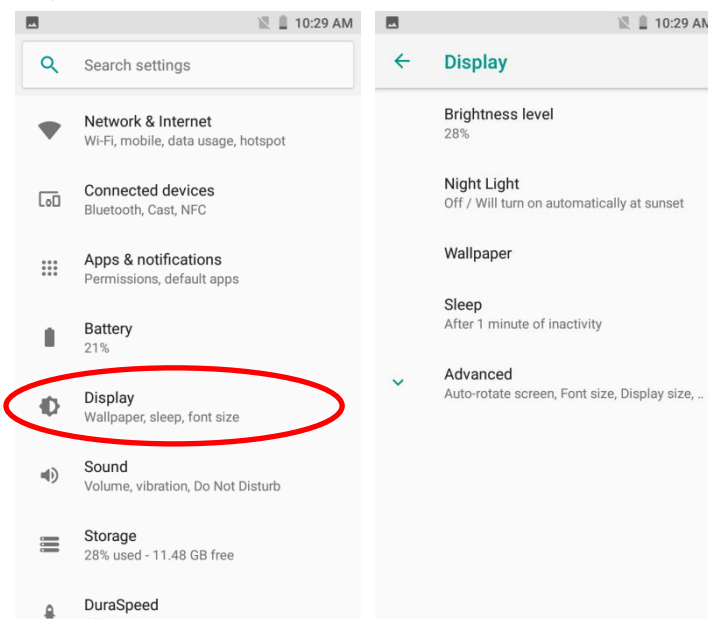 10:29 AM
Search settings
Network & Internet
Wi-Fi, mobile, data usage, hotspot
Connected devices
Bluetooth, Cast, NFC
Apps & notifications
Permissions, default apps
Battery
21%
Display
Wallpaper, sleep, font size
Sound
Volume, vibration, Do Not Disturb
Storage
28% used - 11.48 GB free
DuraSpeed
10:29 AM
Display
Brightness level
28%
Night Light
Off / Will turn on automatically at sunset
Wallpaper
Sleep
After 1 minute of inactivity
Advanced
Auto-rotate screen, Font size, Display size, ..